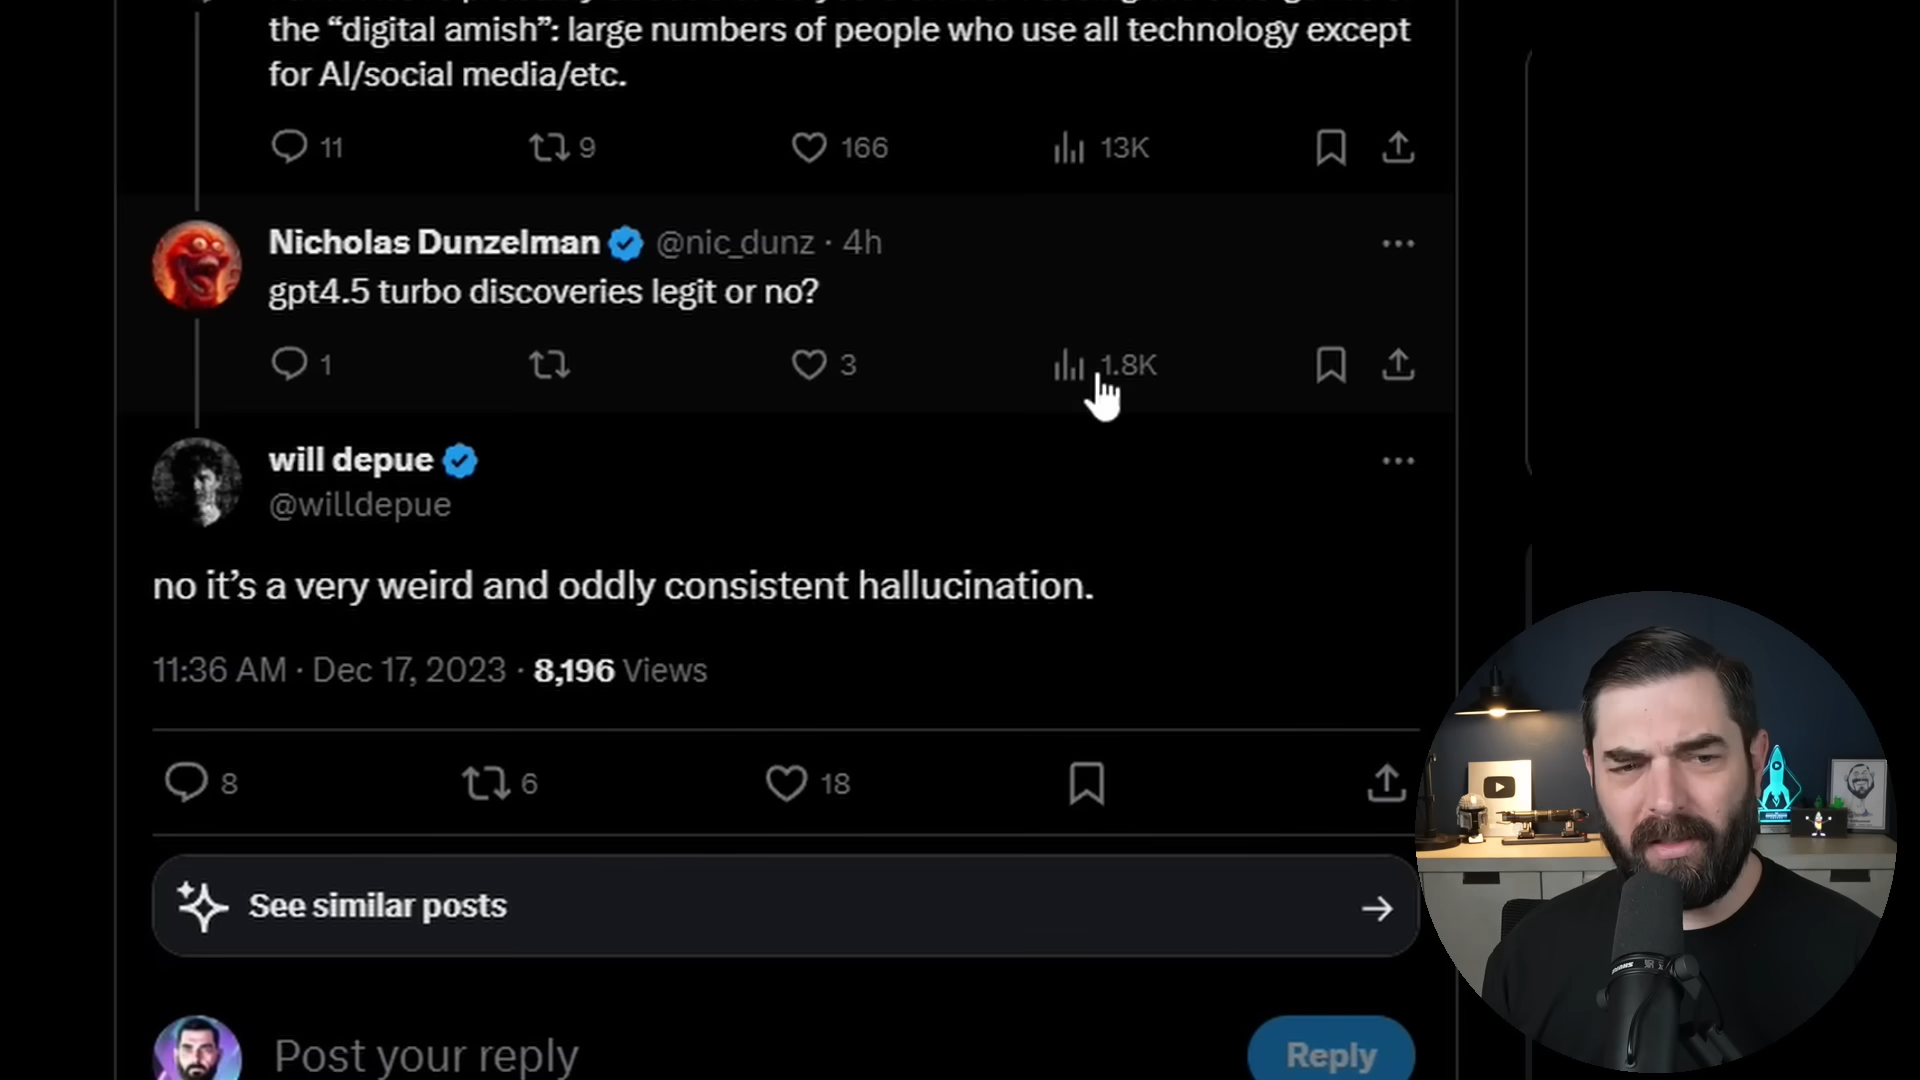 the “digital amish”: large numbers of people who use all technology except
for AI/social media/etc.
11 9 166 13K
Nicholas Dunzelman @nic_dunz · 4h
gpt4.5 turbo discoveries legit or no?
1 3 1.8K
will depue
@willdepue
no it’s a very weird and oddly consistent hallucination.
11:36 AM · Dec 17, 2023 · 8,196 Views
8 6 18
See similar posts
Post your reply
Reply